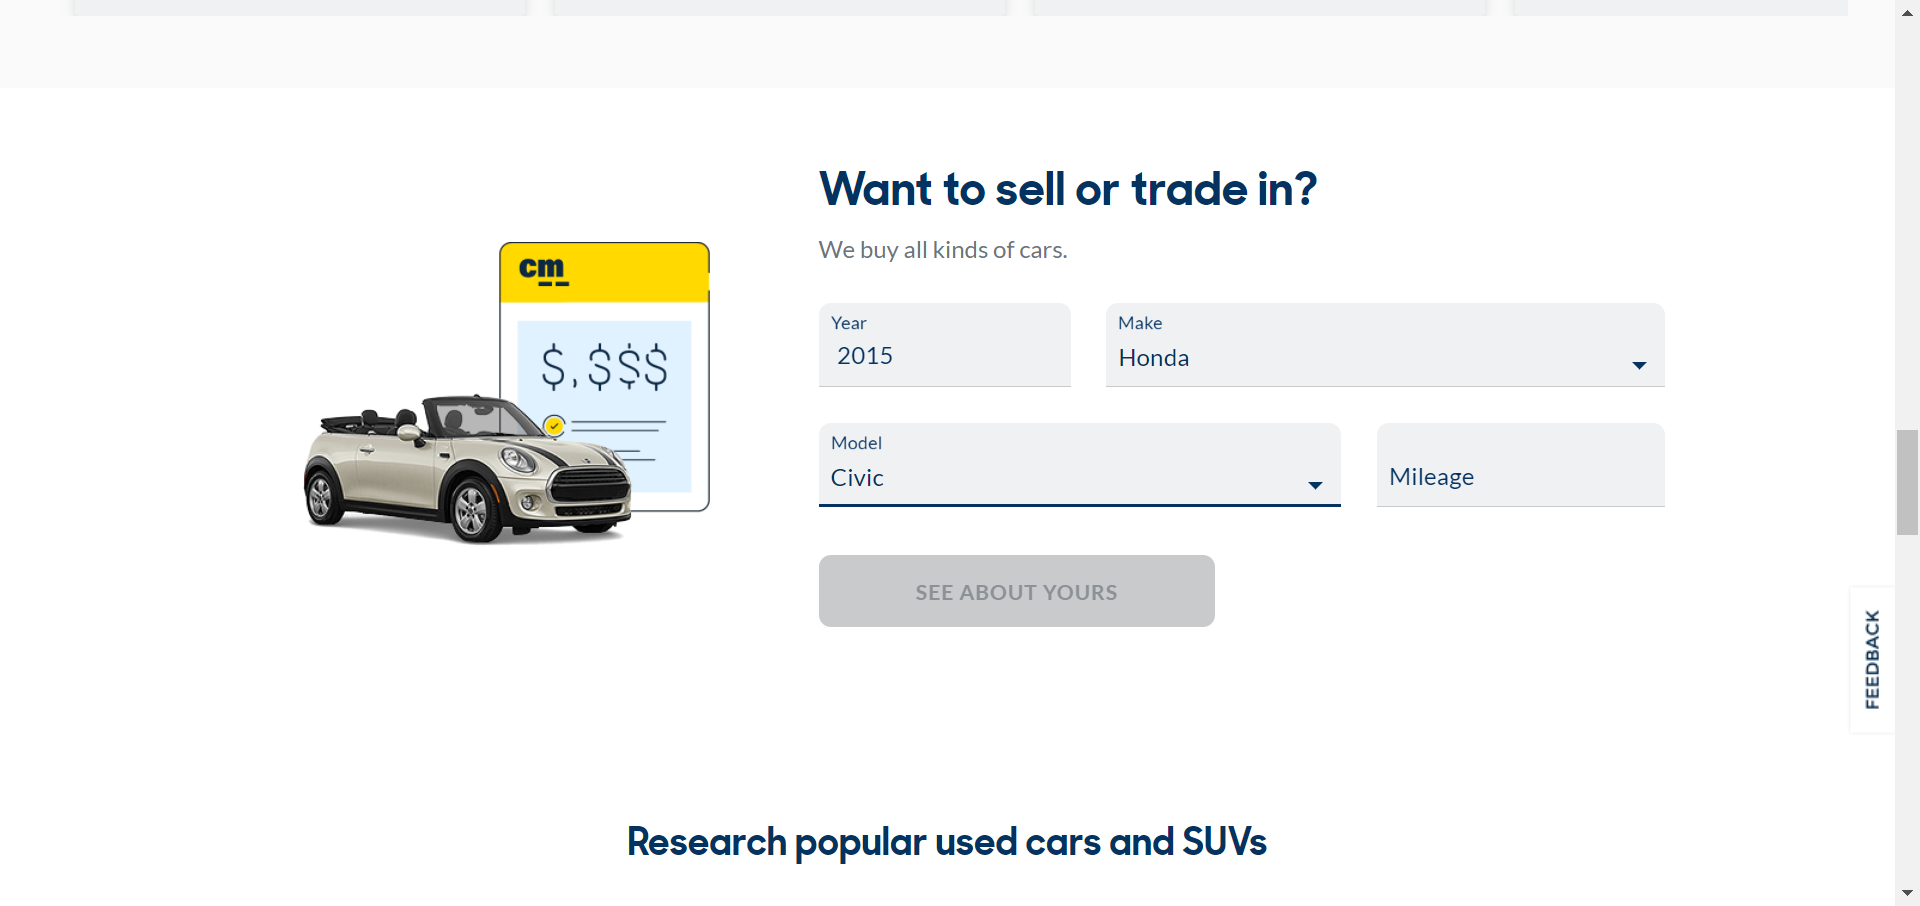 Want to sell or trade in?
We buy all kinds of cars.
cm
$,$$$
Year
2015
Make
Honda
Model
Civic
Mileage
SEE ABOUT YOURS
FEEDBACK
Research popular used cars and SUVs